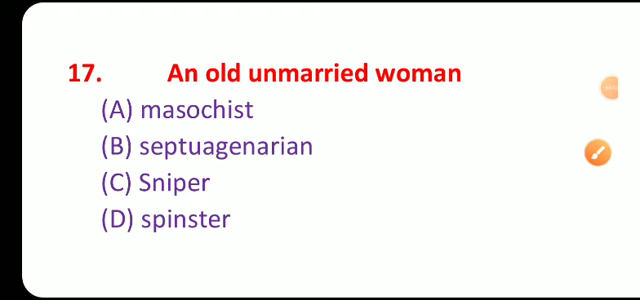 17. An old unmarried woman
(A) masochist
(B) septuagenarian
(C) Sniper
(D) spinster